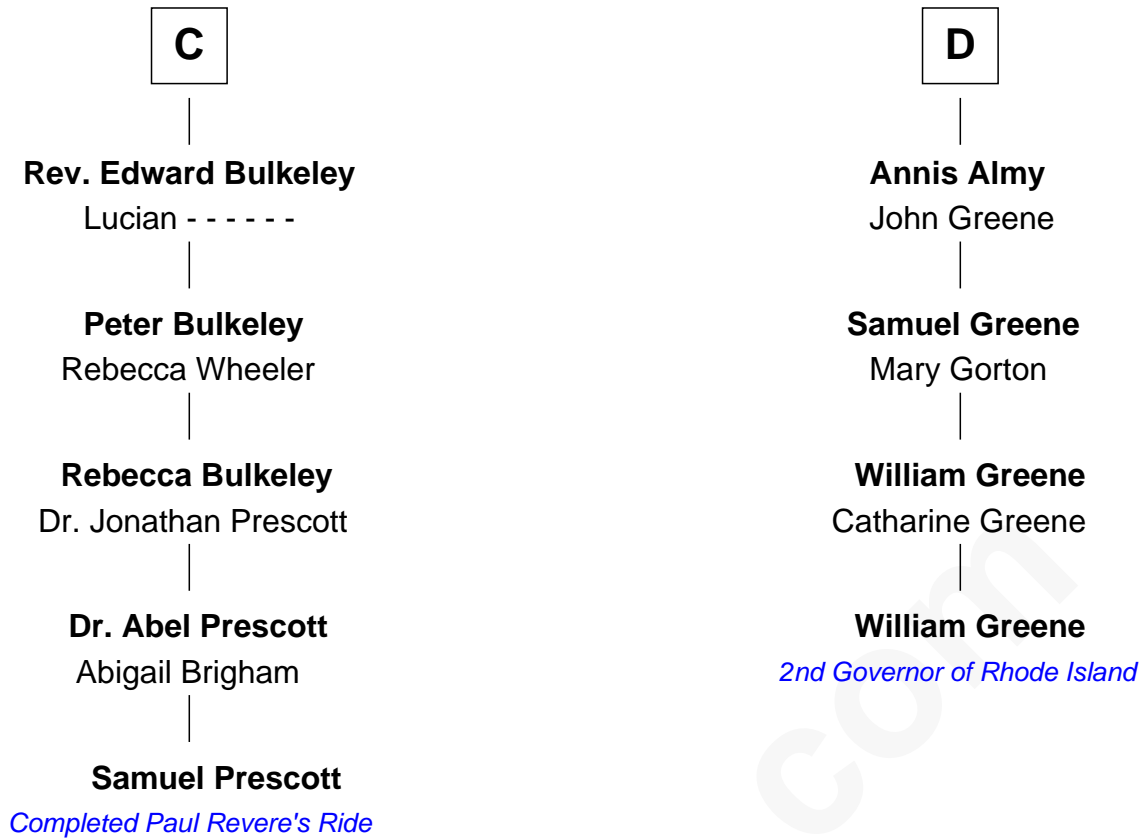 C
Rev. Edward Bulkeley
Lucian - - - - - -
Peter Bulkeley
Rebecca Wheeler
Rebecca Bulkeley
Dr. Jonathan Prescott
Dr. Abel Prescott
Abigail Brigham
Samuel Prescott
Completed Paul Revere's Ride
D
Annis Almy
John Greene
Samuel Greene
Mary Gorton
William Greene
Catharine Greene
William Greene
2nd Governor of Rhode Island
com